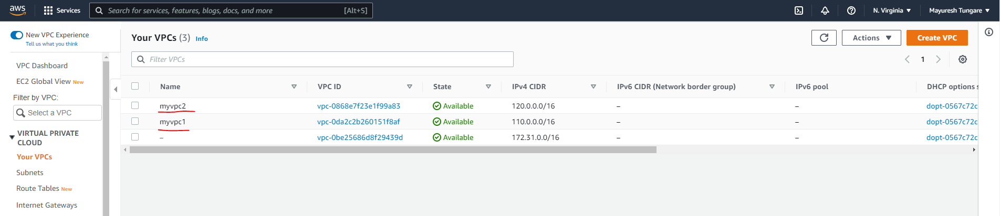 aws Services Search for services, features, blogs, docs, and more [Alt+S] N. Virginia Mayuresh Tungare
New VPC Experience
Tell us what you think
VPC Dashboard
EC2 Global View New
Filter by VPC:
Select a VPC
VIRTUAL PRIVATE
CLOUD
Your VPCs
Subnets
Route Tables New
Internet Gateways
Your VPCs (3) Info
Actions Create VPC
Filter VPCs
1
Name VPC ID State IPv4 CIDR IPv6 CIDR (Network border group) IPv6 pool DHCP options s
myvpc2 vpc-0868e7f23e1f99a83 Available 120.0.0.0/16 – – dopt-0567c72c
myvpc1 vpc-0da2c2b260151f8af Available 110.0.0.0/16 – – dopt-0567c72c
– vpc-0be25686d8f29439d Available 172.31.0.0/16 – – dopt-0567c72c